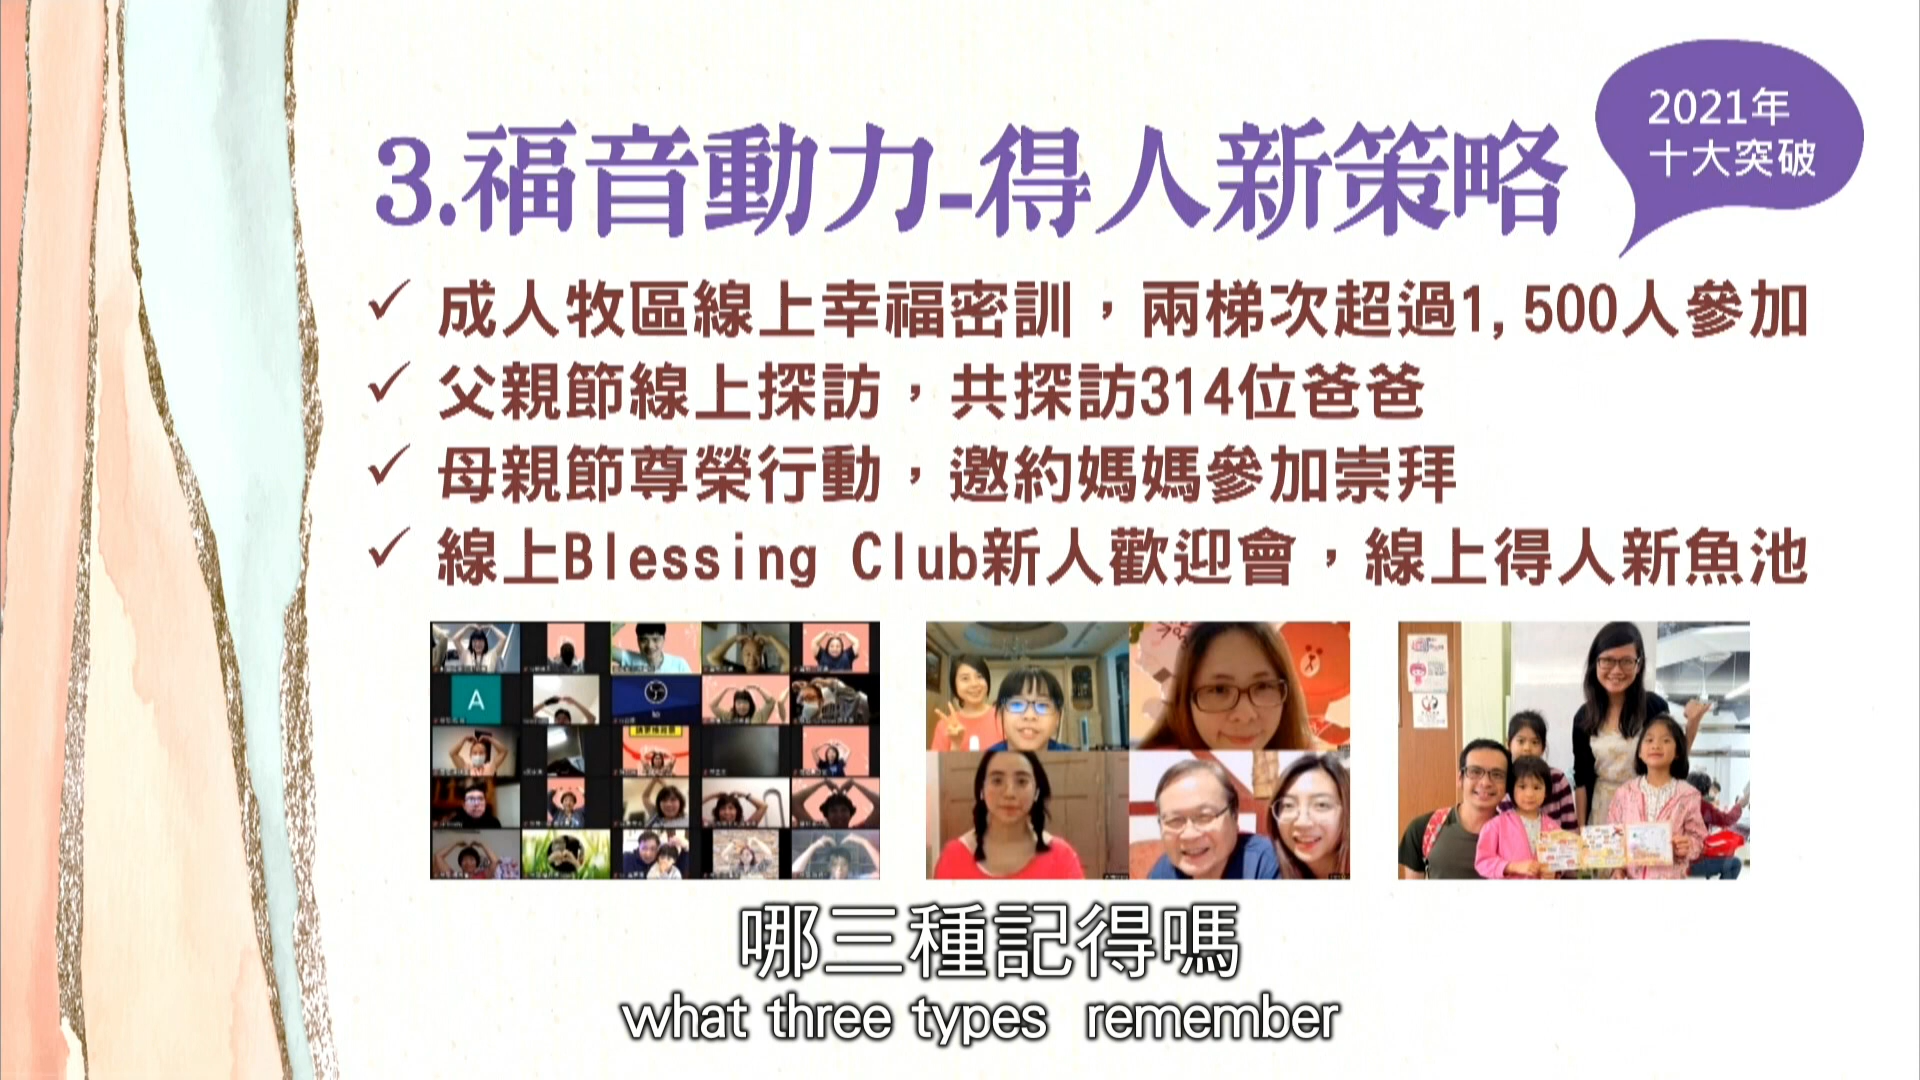 2021年
十大突破
3.福音動力-得人新策略
✓ 成人牧區線上幸福密訓，兩梯次超過1,500人參加
✓ 父親節線上探訪，共探訪314位爸爸
✓ 母親節尊榮行動，邀約媽媽參加崇拜
✓ 線上Blessing Club新人歡迎會，線上得人新魚池
A
哪三種記得嗎
what three types remember